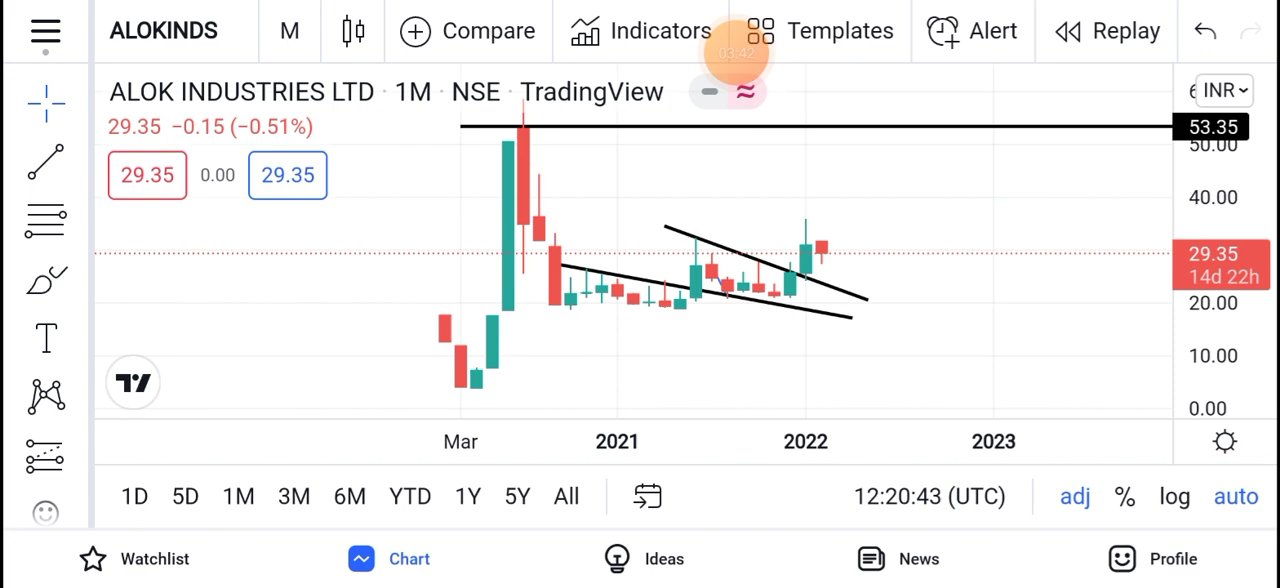 ALOKINDS M Compare Indicators Templates Alert Replay
03:42
ALOK INDUSTRIES LTD · 1M · NSE · TradingView
INR
29.35 −0.15 (−0.51%)
53.35
50.00
29.35 0.00 29.35
40.00
29.35
14d 22h
20.00
10.00
0.00
Mar 2021 2022 2023
1D 5D 1M 3M 6M YTD 1Y 5Y All 12:20:43 (UTC) adj % log auto
Watchlist Chart Ideas News Profile